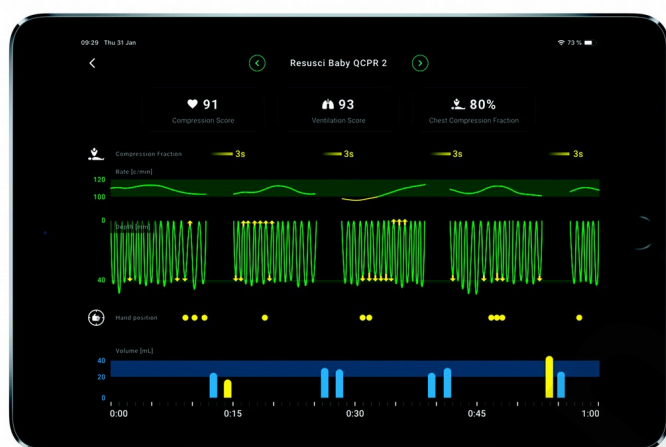 09:29 Thu 31 Jan
73 %
Resusci Baby QCPR 2
91
Compression Score
93
Ventilation Score
80%
Chest Compression Fraction
Compression Fraction
3s 3s 3s 3s
Rate [c/min]
120
100
0
Depth [mm]
40
Hand position
Volume [mL]
40
20
0
0:00 0:15 0:30 0:45 1:00